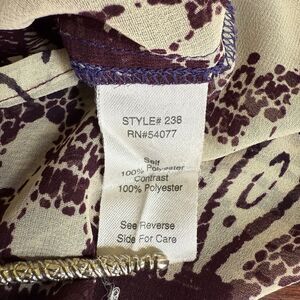 STYLE# 238
RN#54077
Self
100% Polyester
Contrast
100% Polyester
See Reverse
Side For Care